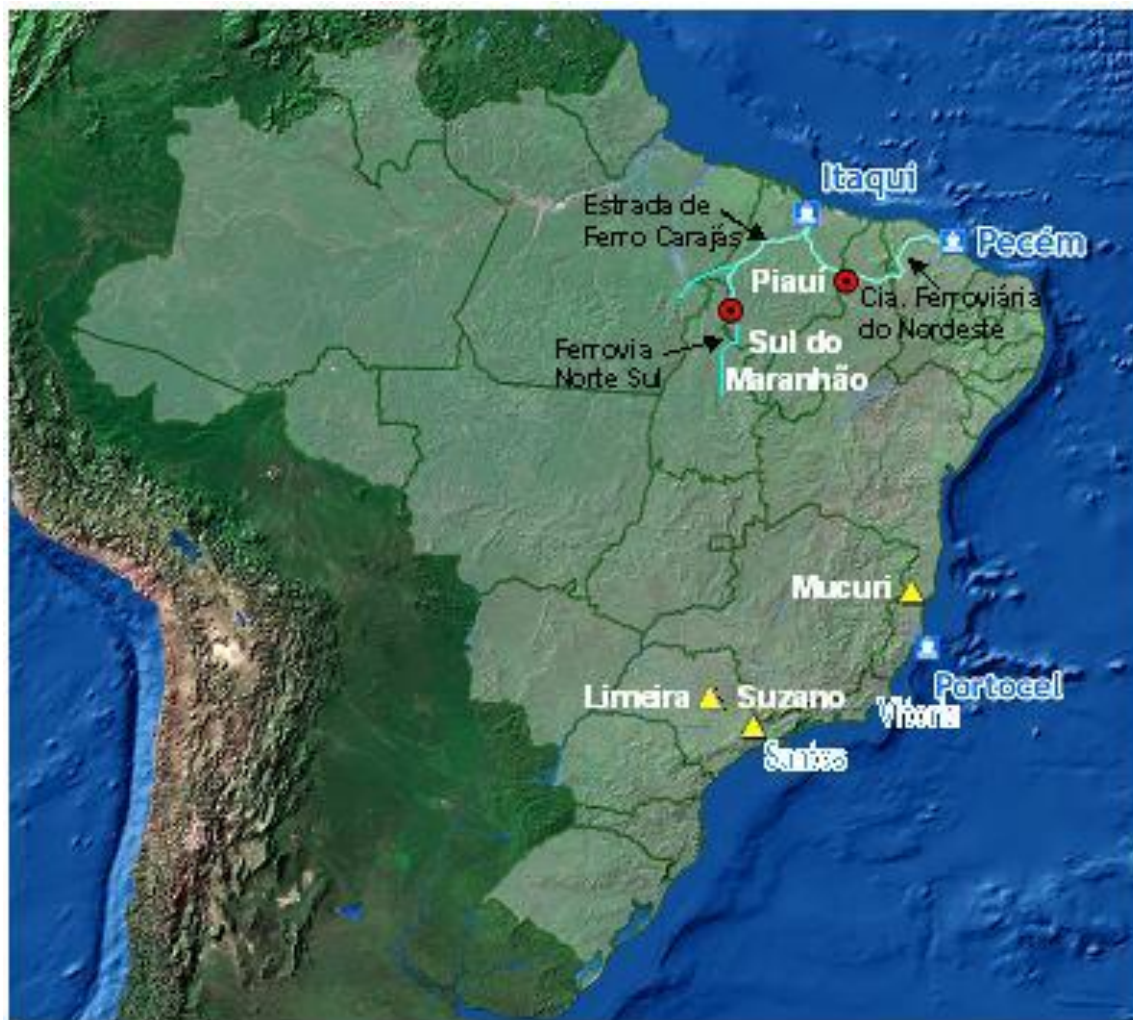 Itaqui
Estrada de
Ferro Carajás
Pecém
Piauí
Cia. Ferroviária
do Nordeste
Ferrovia
Norte Sul
Sul do
Maranhão
Mucuri
Portocel
Limeira
Suzano
Vitoria
Santos